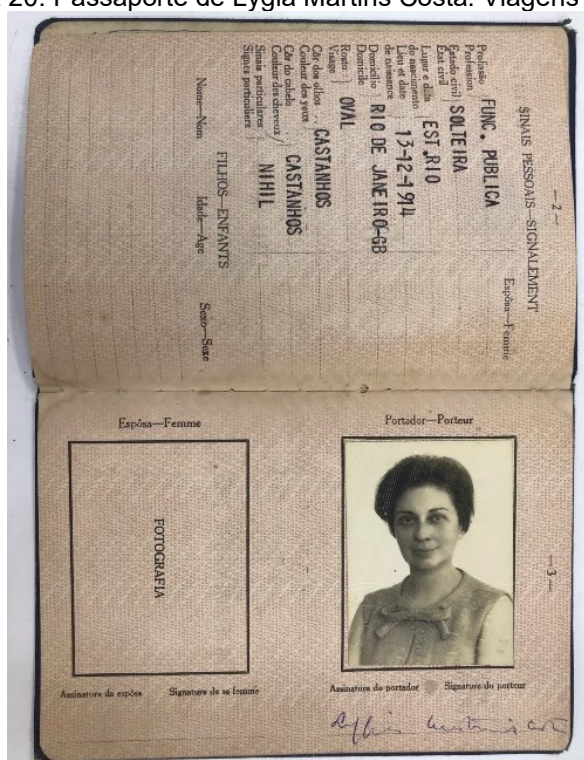 20. Passaporte de Lygia Martins Costa. Viagens
— 2 —
SINAIS PESSOAIS—SIGNALEMENT
Espôsa—Femme
Profissão
Profession
FUNC. PUBLICA
Estado civil
État civil
SOLTEIRA
Lugar e data
do nascimento
EST.RIO
Lieu et date
de naissance
13-12-1914
Domicílio
Domicile
RIO DE JANEIRO-GB
Rosto
Visage
OVAL
Côr dos olhos
Couleur des yeux
CASTANHOS
Côr do cabelo
Couleur des cheveux
CASTANHOS
Sinais particulares
Signes particuliers
NIHIL
FILHOS—ENFANTS
Nome—Nom Idade—Age Sexo—Sexe
Espôsa—Femme
Portador—Porteur
FOTOGRAFIA
— 3 —
Assinatura da espôsa Signature de sa femme
Assinatura do portador Signature du porteur
Lygia Martins Costa